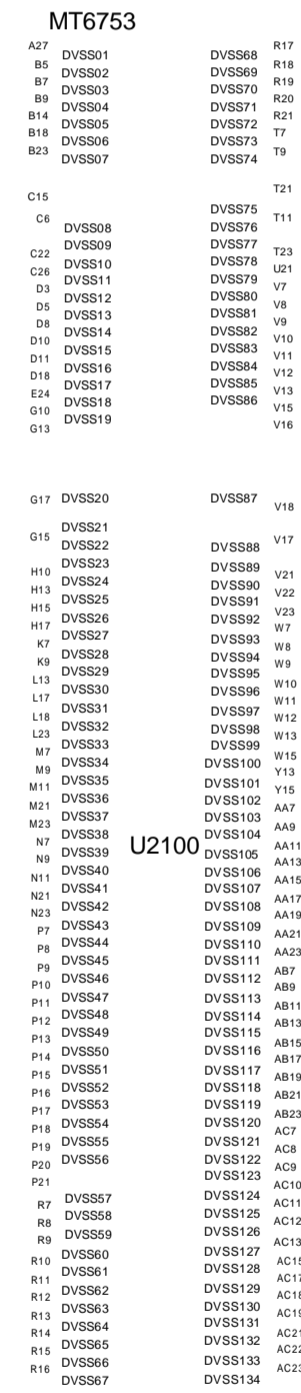 MT6753
A27
DVSS01
B5
DVSS02
B7
DVSS03
B9
DVSS04
B14
DVSS05
B18
DVSS06
B23
DVSS07
C15
C6
DVSS08
DVSS09
C22
DVSS10
C26
DVSS11
D3
DVSS12
D5
DVSS13
D8
DVSS14
D10
DVSS15
D11
DVSS16
D18
DVSS17
E24
DVSS18
G10
DVSS19
G13
G17
DVSS20
DVSS21
G15
DVSS22
DVSS23
H10
DVSS24
H13
DVSS25
H15
DVSS26
H17
DVSS27
K7
DVSS28
K9
DVSS29
L13
DVSS30
L17
DVSS31
L18
DVSS32
L23
DVSS33
M7
DVSS34
M9
DVSS35
M11
DVSS36
M21
DVSS37
M23
DVSS38
N7
DVSS39
N9
DVSS40
N11
DVSS41
N21
DVSS42
N23
DVSS43
P7
DVSS44
P8
DVSS45
P9
DVSS46
P10
DVSS47
P11
DVSS48
P12
DVSS49
P13
DVSS50
P14
DVSS51
P15
DVSS52
P16
DVSS53
P17
DVSS54
P18
DVSS55
P19
DVSS56
P20
P21
DVSS57
R7
DVSS58
R8
DVSS59
R9
DVSS60
R10
DVSS61
R11
DVSS62
R12
DVSS63
R13
DVSS64
R14
DVSS65
R15
DVSS66
R16
DVSS67
U2100
R17
DVSS68
R18
DVSS69
R19
DVSS70
R20
DVSS71
R21
DVSS72
T7
DVSS73
T9
DVSS74
T21
DVSS75
T11
DVSS76
DVSS77
T23
DVSS78
U21
DVSS79
V7
DVSS80
V8
DVSS81
V9
DVSS82
V10
DVSS83
V11
DVSS84
V12
DVSS85
V13
DVSS86
V15
V16
DVSS87
V18
V17
DVSS88
DVSS89
V21
DVSS90
V22
DVSS91
V23
DVSS92
W7
DVSS93
W8
DVSS94
W9
DVSS95
W10
DVSS96
W11
DVSS97
W12
DVSS98
W13
DVSS99
W15
DVSS100
Y13
DVSS101
Y15
DVSS102
AA7
DVSS103
AA9
DVSS104
AA11
DVSS105
AA13
DVSS106
AA15
DVSS107
AA17
DVSS108
AA19
DVSS109
AA21
DVSS110
AA23
DVSS111
AB7
DVSS112
AB9
DVSS113
AB11
DVSS114
AB13
DVSS115
AB15
DVSS116
AB17
DVSS117
AB19
DVSS118
AB21
DVSS119
AB23
DVSS120
AC7
DVSS121
AC8
DVSS122
AC9
DVSS123
AC10
DVSS124
AC11
DVSS125
AC12
DVSS126
AC13
DVSS127
AC15
DVSS128
AC17
DVSS129
AC18
DVSS130
AC19
DVSS131
AC21
DVSS132
AC22
DVSS133
AC23
DVSS134